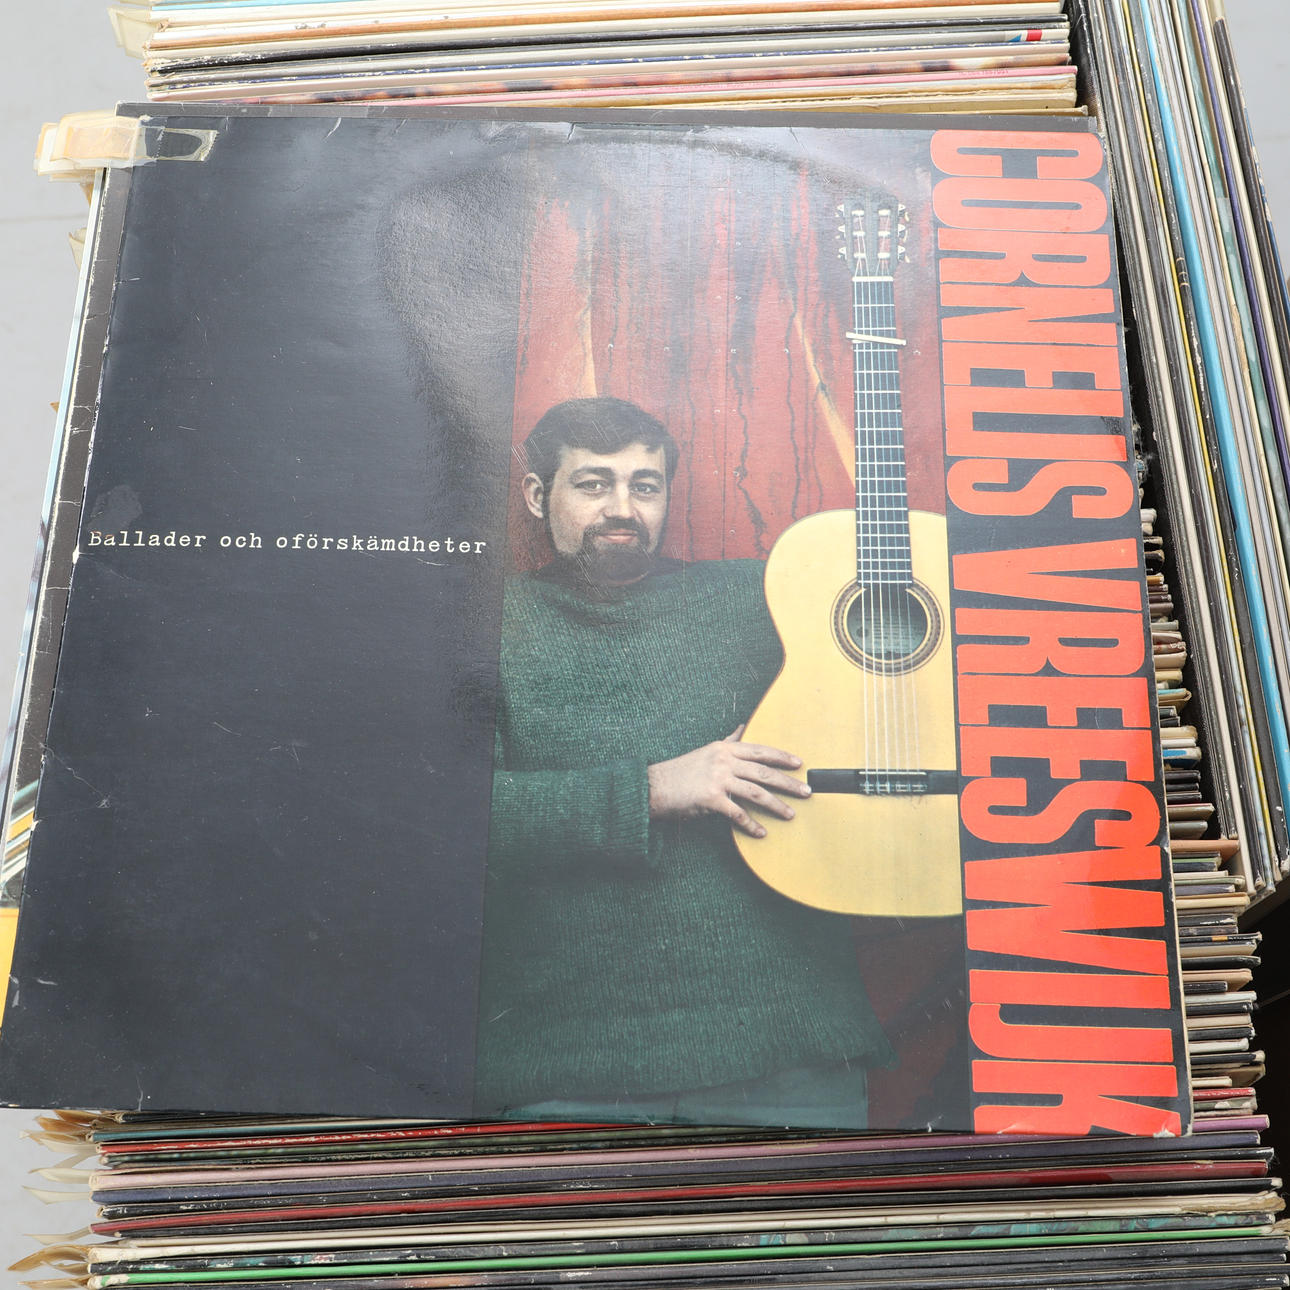 Ballader och oförskämdheter
CORNELIS VREESWIJK